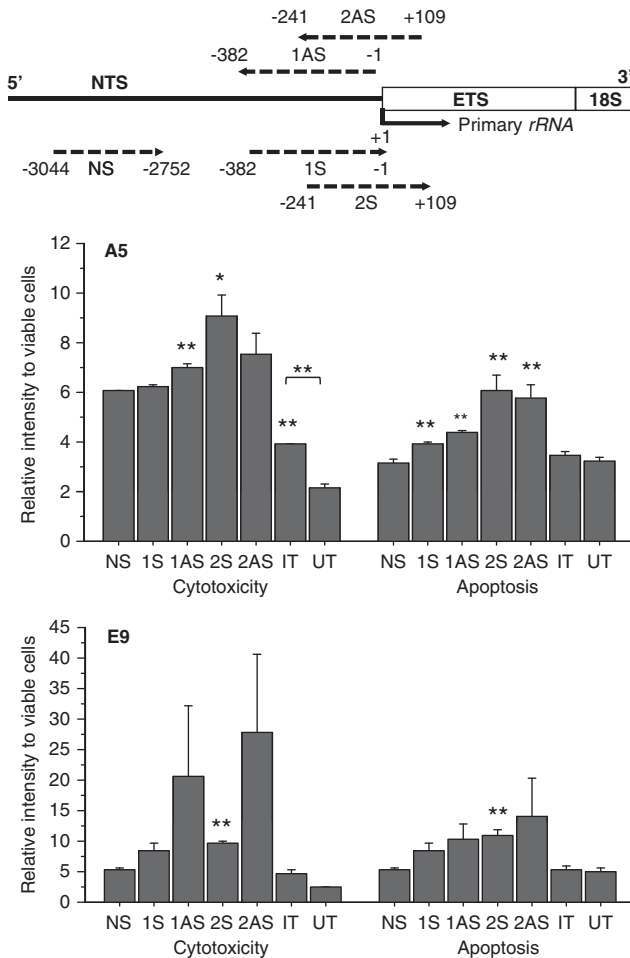 -241 2AS +109
-382 1AS -1
5' NTS 3'
ETS 18S
Primary rRNA
+1
-3044 NS -2752 -382 1S -1
-241 2S +109
A5
Relative intensity to viable cells
12
10
8
6
4
2
0
** * ** ** ** ** ** **
NS 1S 1AS 2S 2AS IT UT NS 1S 1AS 2S 2AS IT UT
Cytotoxicity Apoptosis
E9
Relative intensity to viable cells
45
40
35
30
25
20
15
10
5
0
** **
NS 1S 1AS 2S 2AS IT UT NS 1S 1AS 2S 2AS IT UT
Cytotoxicity Apoptosis